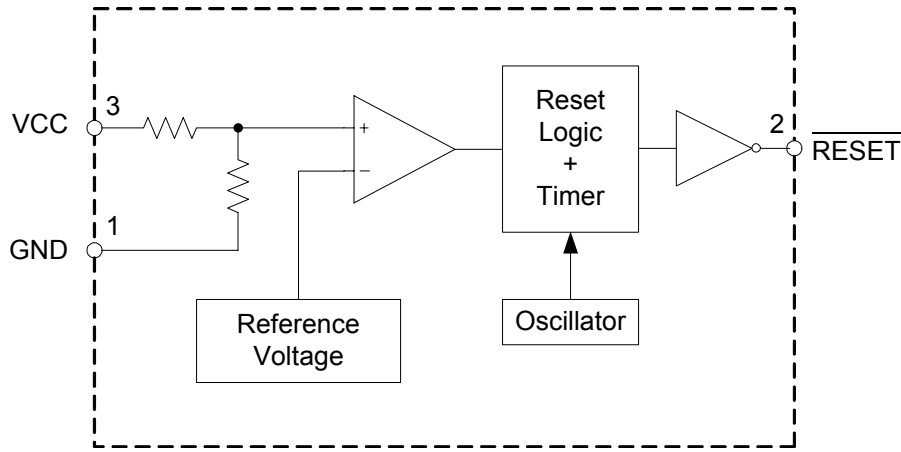 VCC
3
GND
1
+
−
Reference
Voltage
Reset
Logic
+
Timer
Oscillator
2
RESET